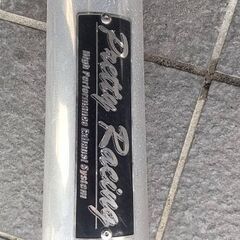 Pretty Racing
High Performance Exhaust System